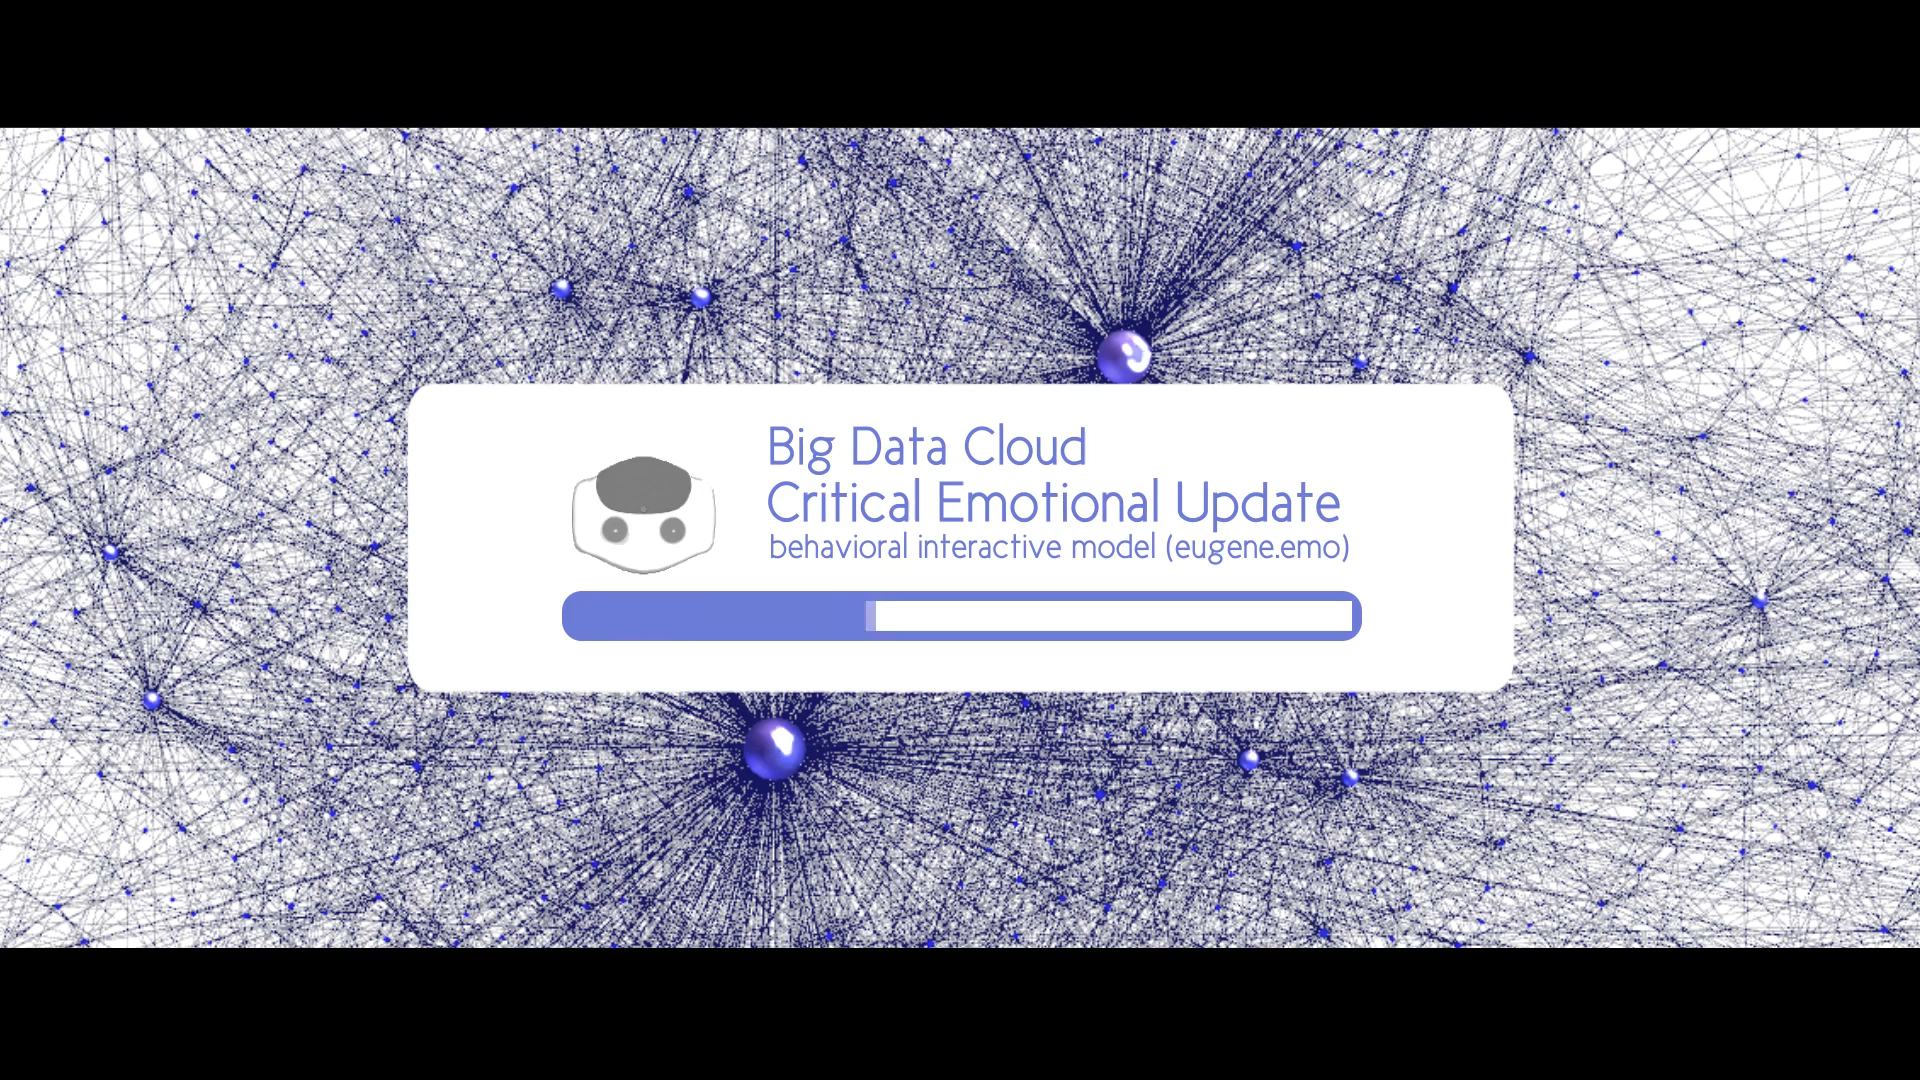 Big Data Cloud
Critical Emotional Update
behavioral interactive model (eugene.emo)